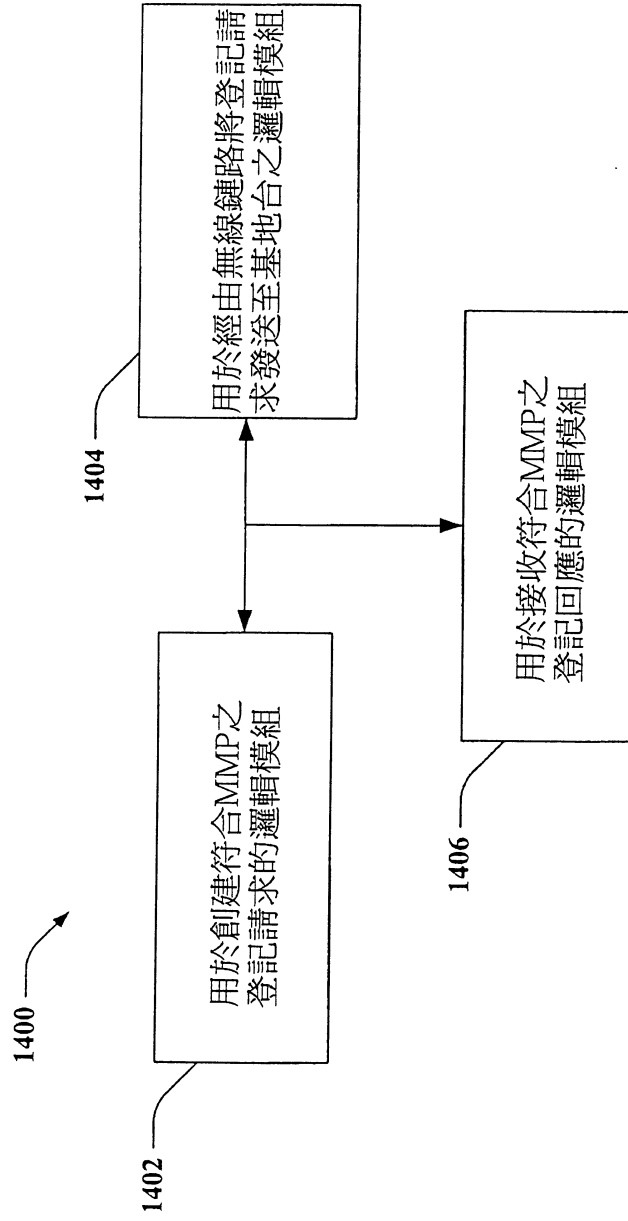 1400
1402
用於創建符合MMP之
登記請求的邏輯模組
1404
用於經由無線鏈路將登記請
求發送至基地台之邏輯模組
1406
用於接收符合MMP之
登記回應的邏輯模組